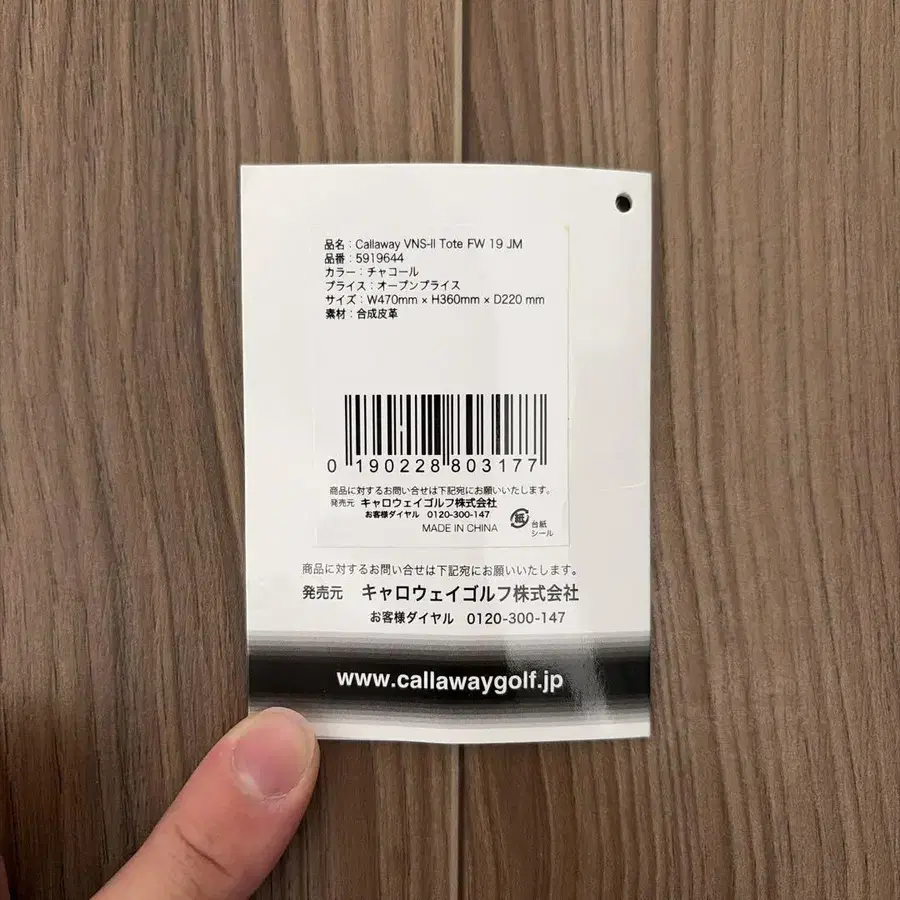 品名：Callaway VNS-II Tote FW 19 JM
品番：5919644
カラー：チャコール
プライス：オープンプライス
サイズ：W470mm × H360mm × D220 mm
素材：合成皮革
0 190228 803177
商品に対するお問い合せは下記宛にお願いいたします。
発売元 キャロウェイゴルフ株式会社
お客様ダイヤル 0120-300-147
MADE IN CHINA
紙
台紙
シール
商品に対するお問い合せは下記宛にお願いいたします。
発売元 キャロウェイゴルフ株式会社
お客様ダイヤル 0120-300-147
www.callawaygolf.jp